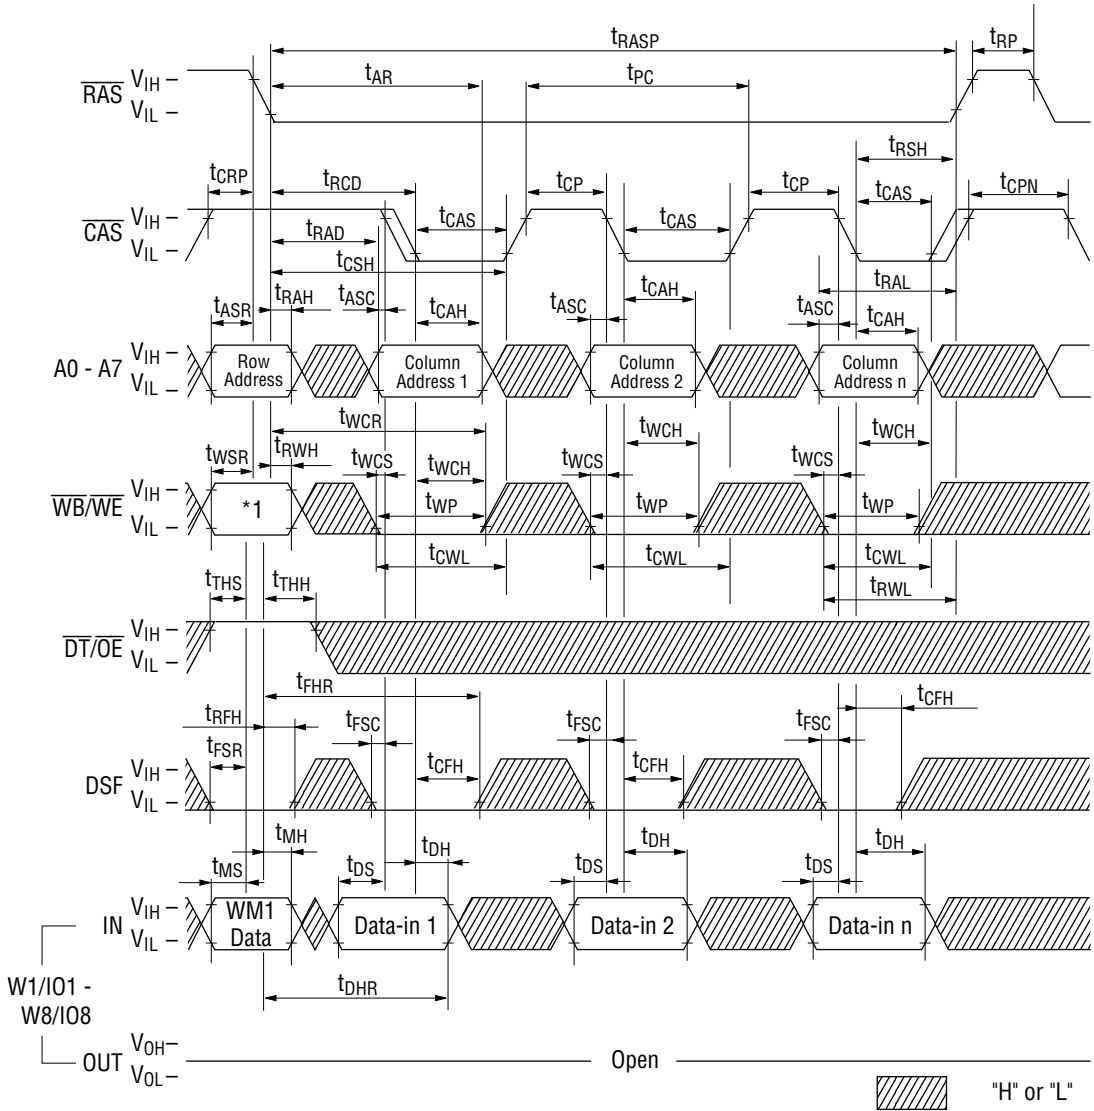 tRASP
tRP
tAR
tPC
RAS
VIH
VIL
tRSH
tCRP
tRCD
tCP
tCP
tCAS
tCPN
CAS
VIH
VIL
tRAD
tCAS
tCAS
tCSH
tRAL
tASR
tRAH
tASC
tCAH
tASC
tCAH
tASC
tCAH
A0 - A7
VIH
VIL
Row Address
Column Address 1
Column Address 2
Column Address n
tWCR
tWSR
tRWH
tWCS
tWCH
tWCS
tWCH
tWCS
tWCH
WB/WE
VIH
VIL
*1
tWP
tWP
tWP
tCWL
tCWL
tCWL
tRWL
tTHS
tTHH
DT/OE
VIH
VIL
tFHR
tRFH
tFSC
tFSC
tFSC
tCFH
tFSR
tCFH
tCFH
DSF
VIH
VIL
tMH
tMS
tDS
tDH
tDS
tDH
tDS
tDH
IN
VIH
VIL
WM1 Data
Data-in 1
Data-in 2
Data-in n
tDHR
W1/IO1 -
W8/IO8
OUT
VOH
VOL
Open
"H" or "L"